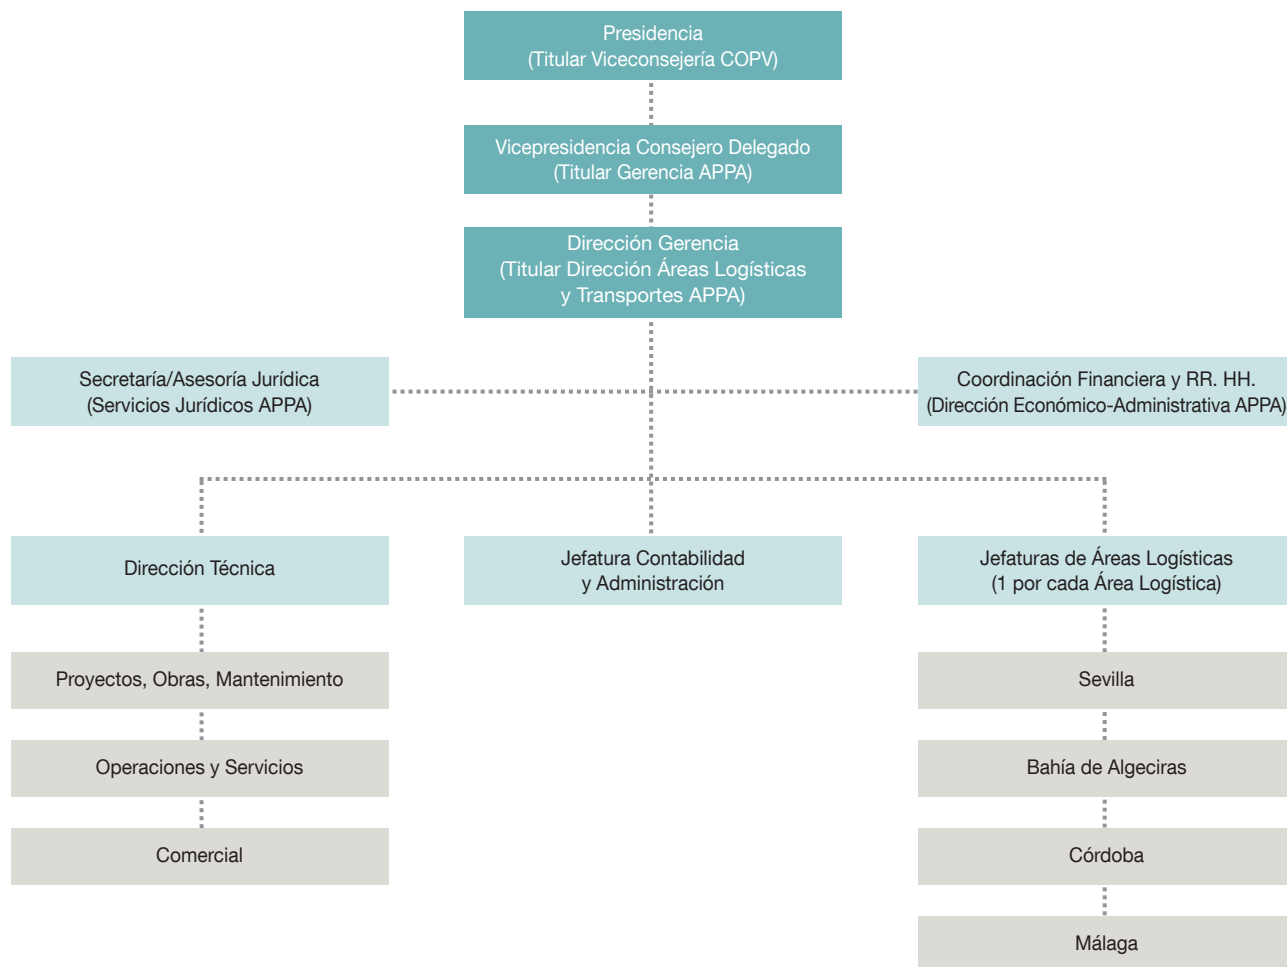 Presidencia
(Titular Viceconsejería COPV)
Vicepresidencia Consejero Delegado
(Titular Gerencia APPA)
Dirección Gerencia
(Titular Dirección Áreas Logísticas
y Transportes APPA)
Secretaría/Asesoría Jurídica
(Servicios Jurídicos APPA)
Coordinación Financiera y RR. HH.
(Dirección Económico-Administrativa APPA)
Dirección Técnica
Jefatura Contabilidad
y Administración
Jefaturas de Áreas Logísticas
(1 por cada Área Logística)
Proyectos, Obras, Mantenimiento
Operaciones y Servicios
Comercial
Sevilla
Bahía de Algeciras
Córdoba
Málaga